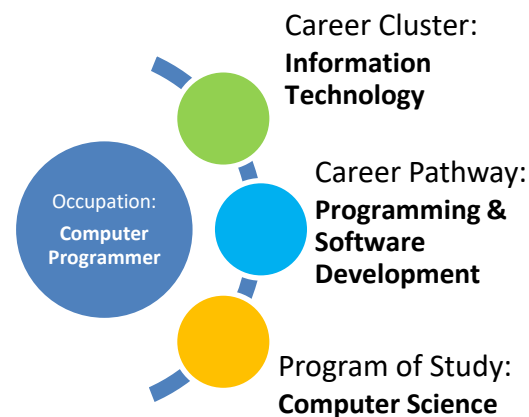 Career Cluster:
Information
Technology
Occupation:
Computer
Programmer
Career Pathway:
Programming &
Software
Development
Program of Study:
Computer Science